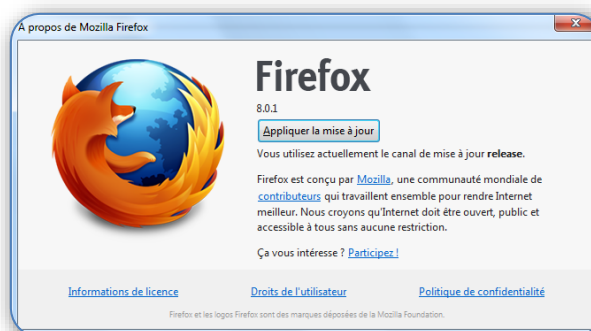 À propos de Mozilla Firefox
Firefox
8.0.1
Appliquer la mise à jour
Vous utilisez actuellement le canal de mise à jour release.
Firefox est conçu par Mozilla, une communauté mondiale de
contributeurs qui travaillent ensemble pour rendre Internet
meilleur. Nous croyons qu'Internet doit être ouvert, public et
accessible à tous sans aucune restriction.
Ça vous intéresse ? Participez !
Informations de licence
Droits de l'utilisateur
Politique de confidentialité
Firefox et les logos Firefox sont des marques déposées de la Mozilla Foundation.